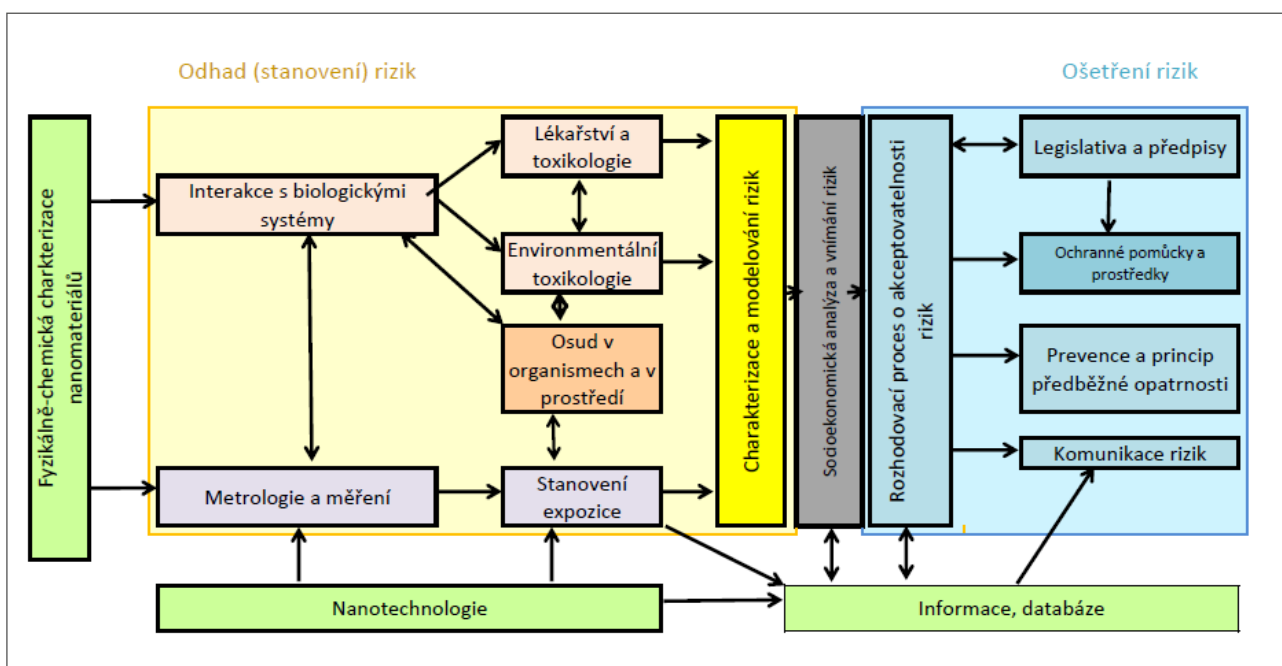 Odhad (stanovení) rizik
Ošetření rizik
Fyzikálně-chemická charkterizace
nanomateriálů
Interakce s biologickými
systémy
Metrologie a měření
Lékařství a
toxikologie
Environmentální
toxikologie
Osud v
organismech a v
prostředí
Stanovení
expozice
Charakterizace a modelování rizik
Socioekonomická analýza a vnímání rizik
Rozhodovací proces o akceptovatelnosti
rizik
Legislativa a předpisy
Ochranné pomůcky a
prostředky
Prevence a princip
předběžné opatrnosti
Komunikace rizik
Nanotechnologie
Informace, databáze